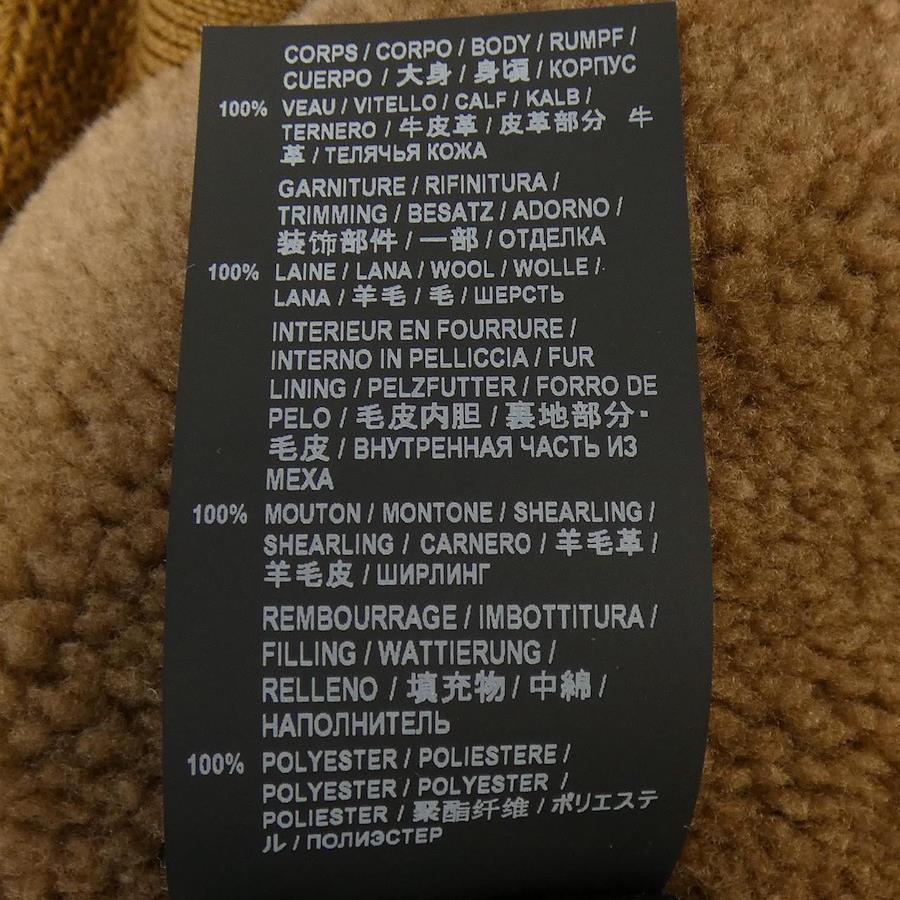 CORPS / CORPO / BODY / RUMPF /
CUERPO / 大身 / 身頃 / КОРПУС
100% VEAU / VITELLO / CALF / KALB /
TERNERO / 牛皮革 / 皮革部分 牛
革 / ТЕЛЯЧЬЯ КОЖА
GARNITURE / RIFINITURA /
TRIMMING / BESATZ / ADORNO /
装饰部件 / 一部 / ОТДЕЛКА
100% LAINE / LANA / WOOL / WOLLE /
LANA / 羊毛 / 毛 / ШЕРСТЬ
INTERIEUR EN FOURRURE /
INTERNO IN PELLICCIA / FUR
LINING / PELZFUTTER / FORRO DE
PELO / 毛皮内胆 / 裏地部分・
毛皮 / ВНУТРЕННАЯ ЧАСТЬ ИЗ
МЕХА
100% MOUTON / MONTONE / SHEARLING /
SHEARLING / CARNERO / 羊毛革 /
羊毛皮 / ШИРЛИНГ
REMBOURRAGE / IMBOTTITURA /
FILLING / WATTIERUNG /
RELLENO / 填充物 / 中綿 /
НАПОЛНИТЕЛЬ
100% POLYESTER / POLIESTERE /
POLYESTER / POLYESTER /
POLIESTER / 聚酯纤维 / ポリエステ
ル / ПОЛИЭСТЕР